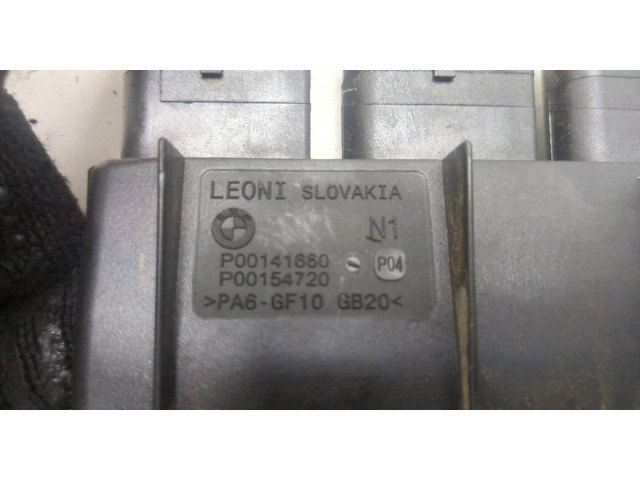 LEONI SLOVAKIA
N1
P00141660 P04
P00154720
>PA6-GF10 GB20<